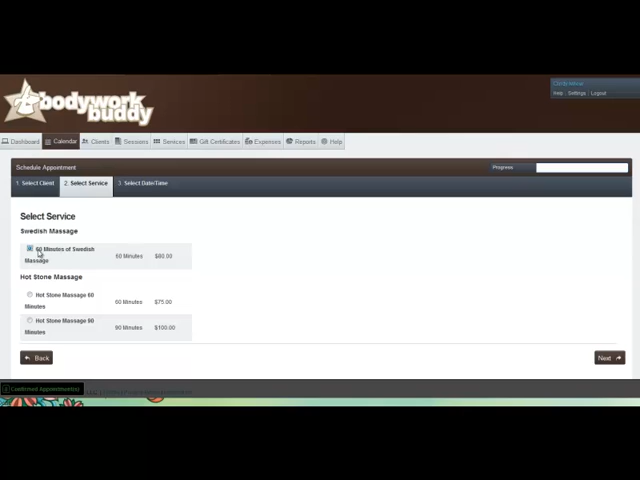 bodywork
buddy
Help Settings Logout
Dashboard Calendar Clients Sessions Services Gift Certificates Expenses Reports Help
Schedule Appointment Progress
1. Select Client 2. Select Service 3. Select Date/Time
Select Service
Swedish Massage
60 Minutes of Swedish
Massage 60 Minutes $60.00
Hot Stone Massage
Hot Stone Massage 60
Minutes 60 Minutes $75.00
Hot Stone Massage 90
Minutes 90 Minutes $100.00
Back Next
Confirmed Appointment(s)